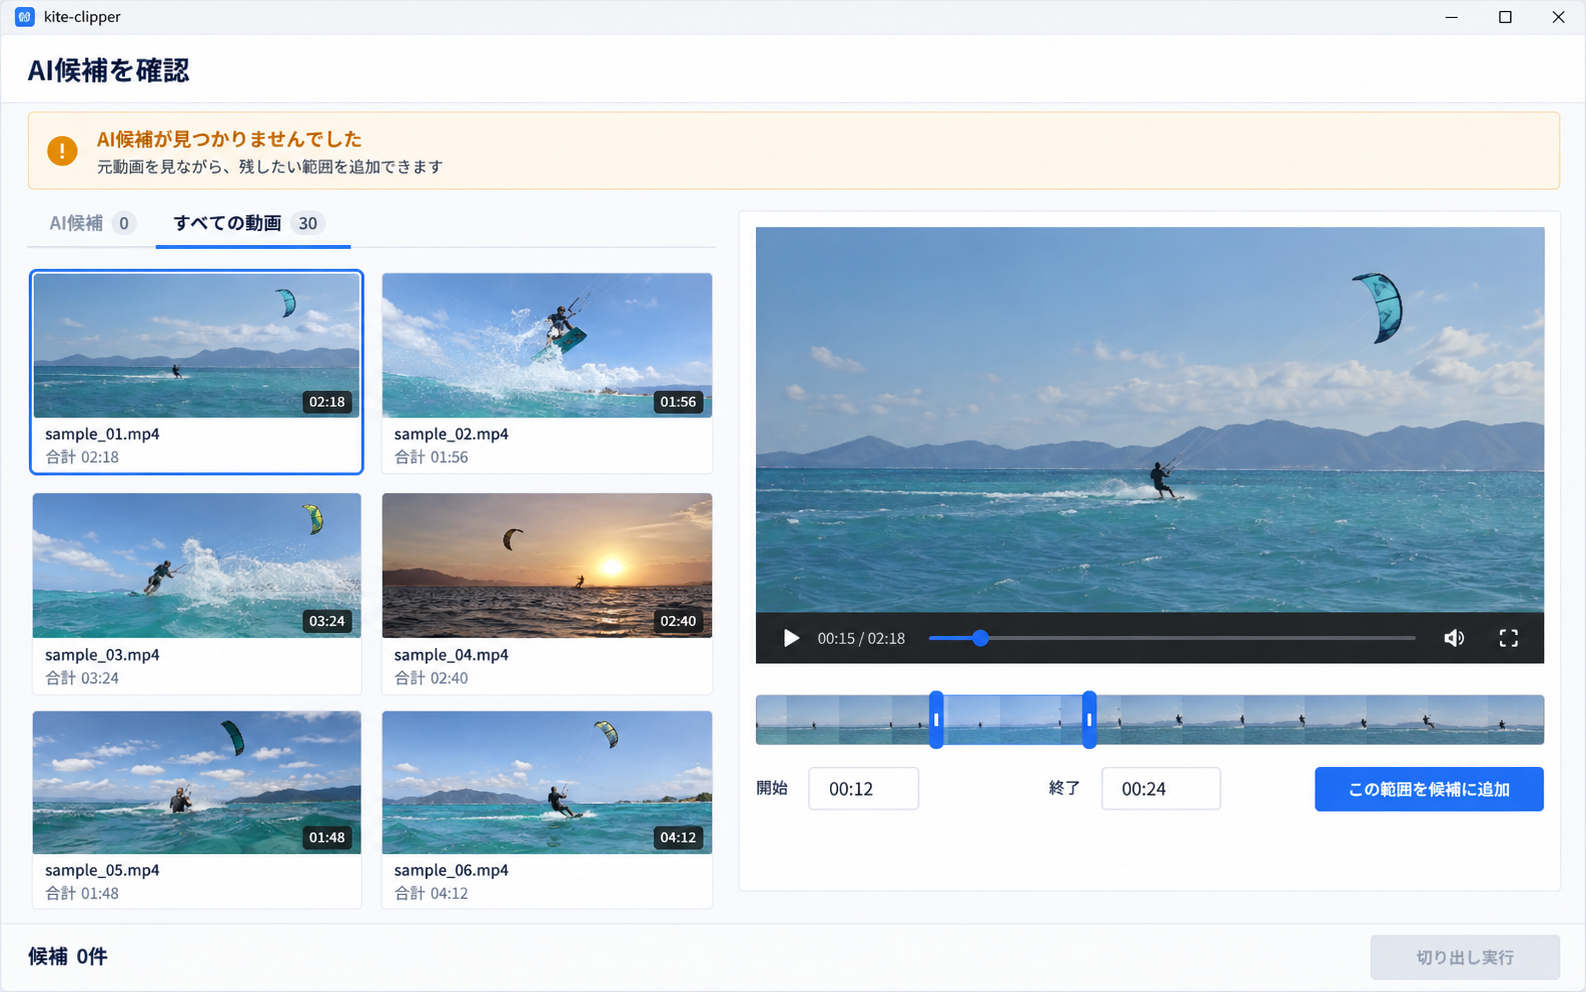 kite-clipper
AI候補を確認
AI候補が見つかりませんでした
元動画を見ながら、残したい範囲を追加できます
AI候補 0 すべての動画 30
02:18
sample_01.mp4
合計 02:18
01:56
sample_02.mp4
合計 01:56
03:24
sample_03.mp4
合計 03:24
02:40
sample_04.mp4
合計 02:40
01:48
sample_05.mp4
合計 01:48
04:12
sample_06.mp4
合計 04:12
00:15 / 02:18
開始 00:12 終了 00:24 この範囲を候補に追加
候補 0件
切り出し実行